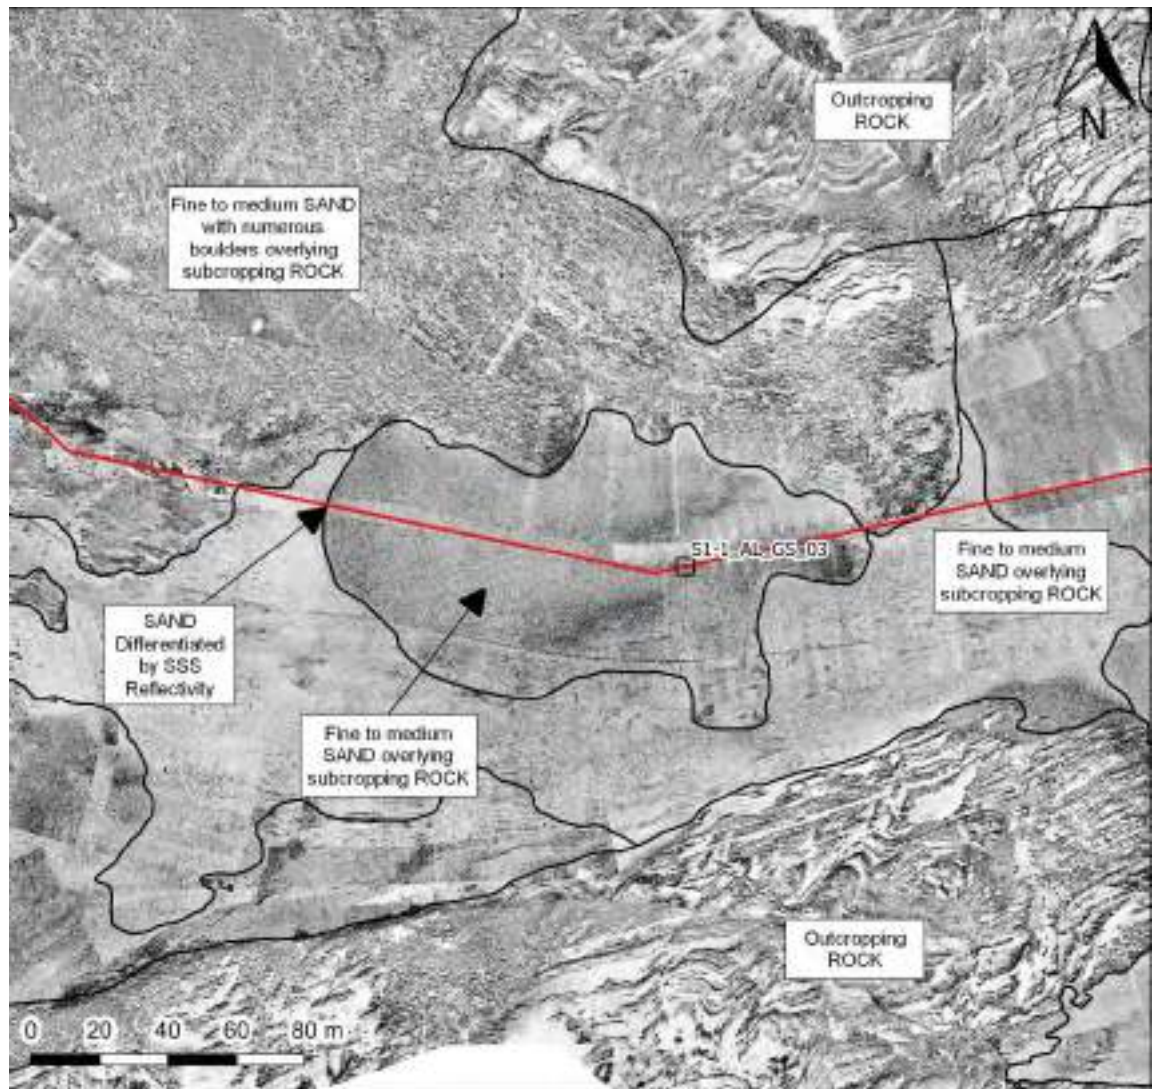 Outcropping
ROCK
N
Fine to medium SAND
with numerous
boulders overlying
subcropping ROCK
S1-1_AL_GS_03
Fine to medium
SAND overlying
subcropping ROCK
SAND
Differentiated
by SSS
Reflectivity
Fine to medium
SAND overlying
subcropping ROCK
Outcropping
ROCK
0 20 40 60 80 m